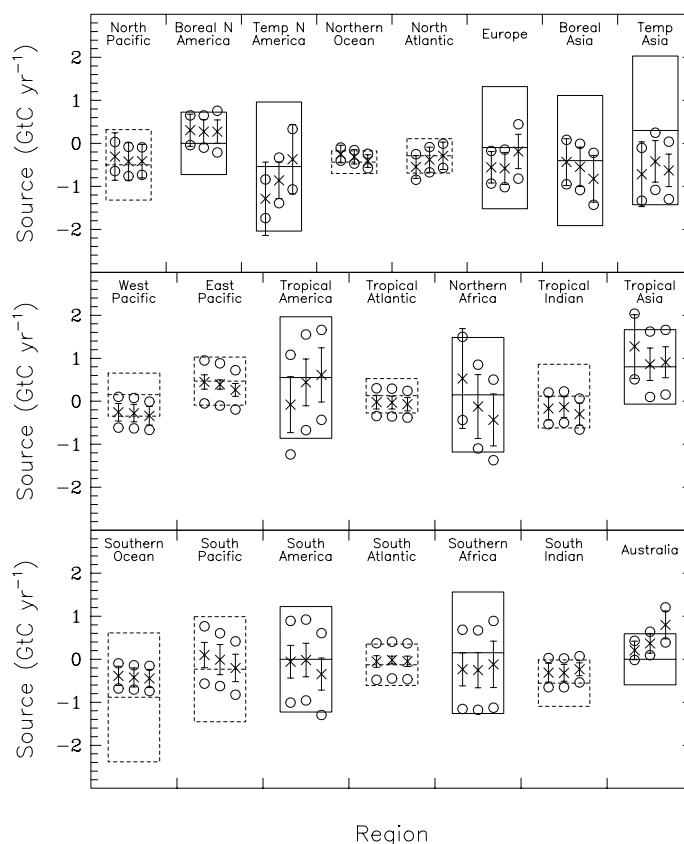 North Pacific
Boreal N America
Temp N America
Northern Ocean
North Atlantic
Europe
Boreal Asia
Temp Asia
Source (GtC yr⁻¹)
2
1
0
−1
−2
West Pacific
East Pacific
Tropical America
Tropical Atlantic
Northern Africa
Tropical Indian
Tropical Asia
Source (GtC yr⁻¹)
2
1
0
−1
−2
Southern Ocean
South Pacific
South America
South Atlantic
Southern Africa
South Indian
Australia
Source (GtC yr⁻¹)
2
1
0
−1
−2
Region